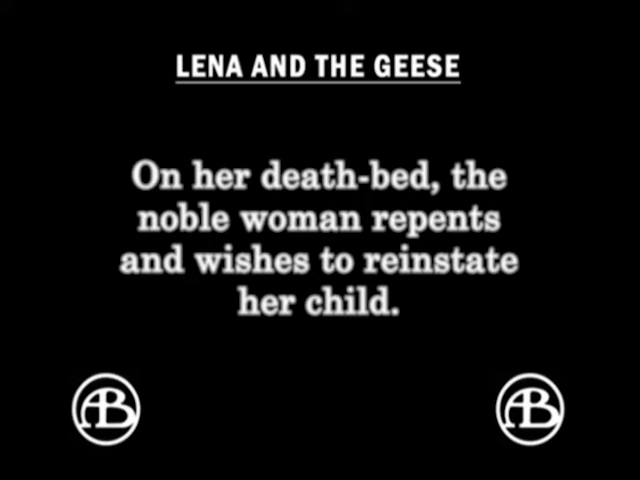 LENA AND THE GEESE
On her death-bed, the
noble woman repents
and wishes to reinstate
her child.
AB AB